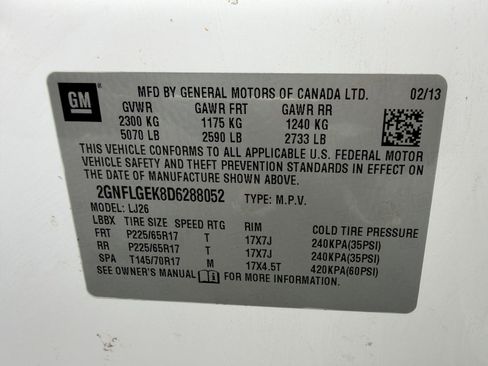 GM
MFD BY GENERAL MOTORS OF CANADA LTD. 02/13
GVWR GAWR FRT GAWR RR
2300 KG 1175 KG 1240 KG
5070 LB 2590 LB 2733 LB
THIS VEHICLE CONFORMS TO ALL APPLICABLE U.S. FEDERAL MOTOR
VEHICLE SAFETY AND THEFT PREVENTION STANDARDS IN EFFECT ON
THE DATE OF MANUFACTURE SHOWN ABOVE.
2GNFLGEK8D6288052 TYPE: M.P.V.
MODEL: LJ26
LBBX TIRE SIZE SPEED RTG RIM COLD TIRE PRESSURE
FRT P225/65R17 T 17X7J 240KPA(35PSI)
RR P225/65R17 T 17X7J 240KPA(35PSI)
SPA T145/70R17 M 17X4.5T 420KPA(60PSI)
SEE OWNER'S MANUAL FOR MORE INFORMATION.